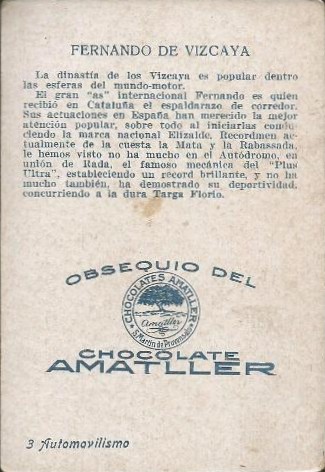 FERNANDO DE VIZCAYA
La dinastía de los Vizcaya es popular dentro
las esferas del mundo-motor.
El gran "as" internacional Fernando es quien
recibió en Cataluña el espaldarazo de corredor.
Sus actuaciones en España han merecido la mejor
atención popular, sobre todo al iniciarlas condu-
ciendo la marca nacional Elizalde. Recordmen ac-
tualmente de la cuesta la Mata y la Rabassada,
le hemos visto no ha mucho en el Autódromo, en
unión de Rada, el famoso mecánico del "Plus
Ultra", estableciendo un record brillante, y no ha
mucho también, ha demostrado su deportividad,
concurriendo a la dura Targa Florio.
OBSEQUIO DEL
CHOCOLATES AMATLLER
Amatller
S. Martín de Provensals
CHOCOLATE
AMATLLER
3 Automovilismo